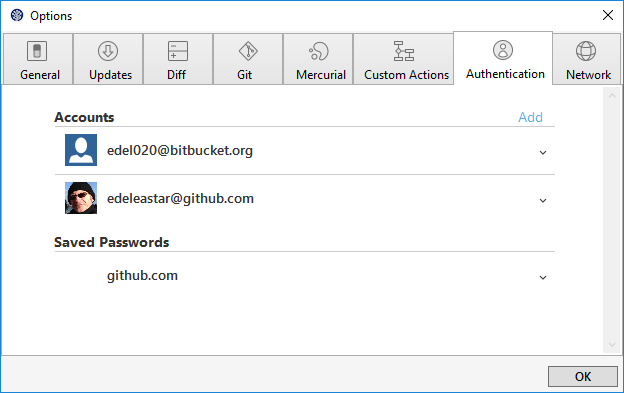 Options
General Updates Diff Git Mercurial Custom Actions Authentication Network
Accounts Add
edel020@bitbucket.org
edeleastar@github.com
Saved Passwords
github.com
OK